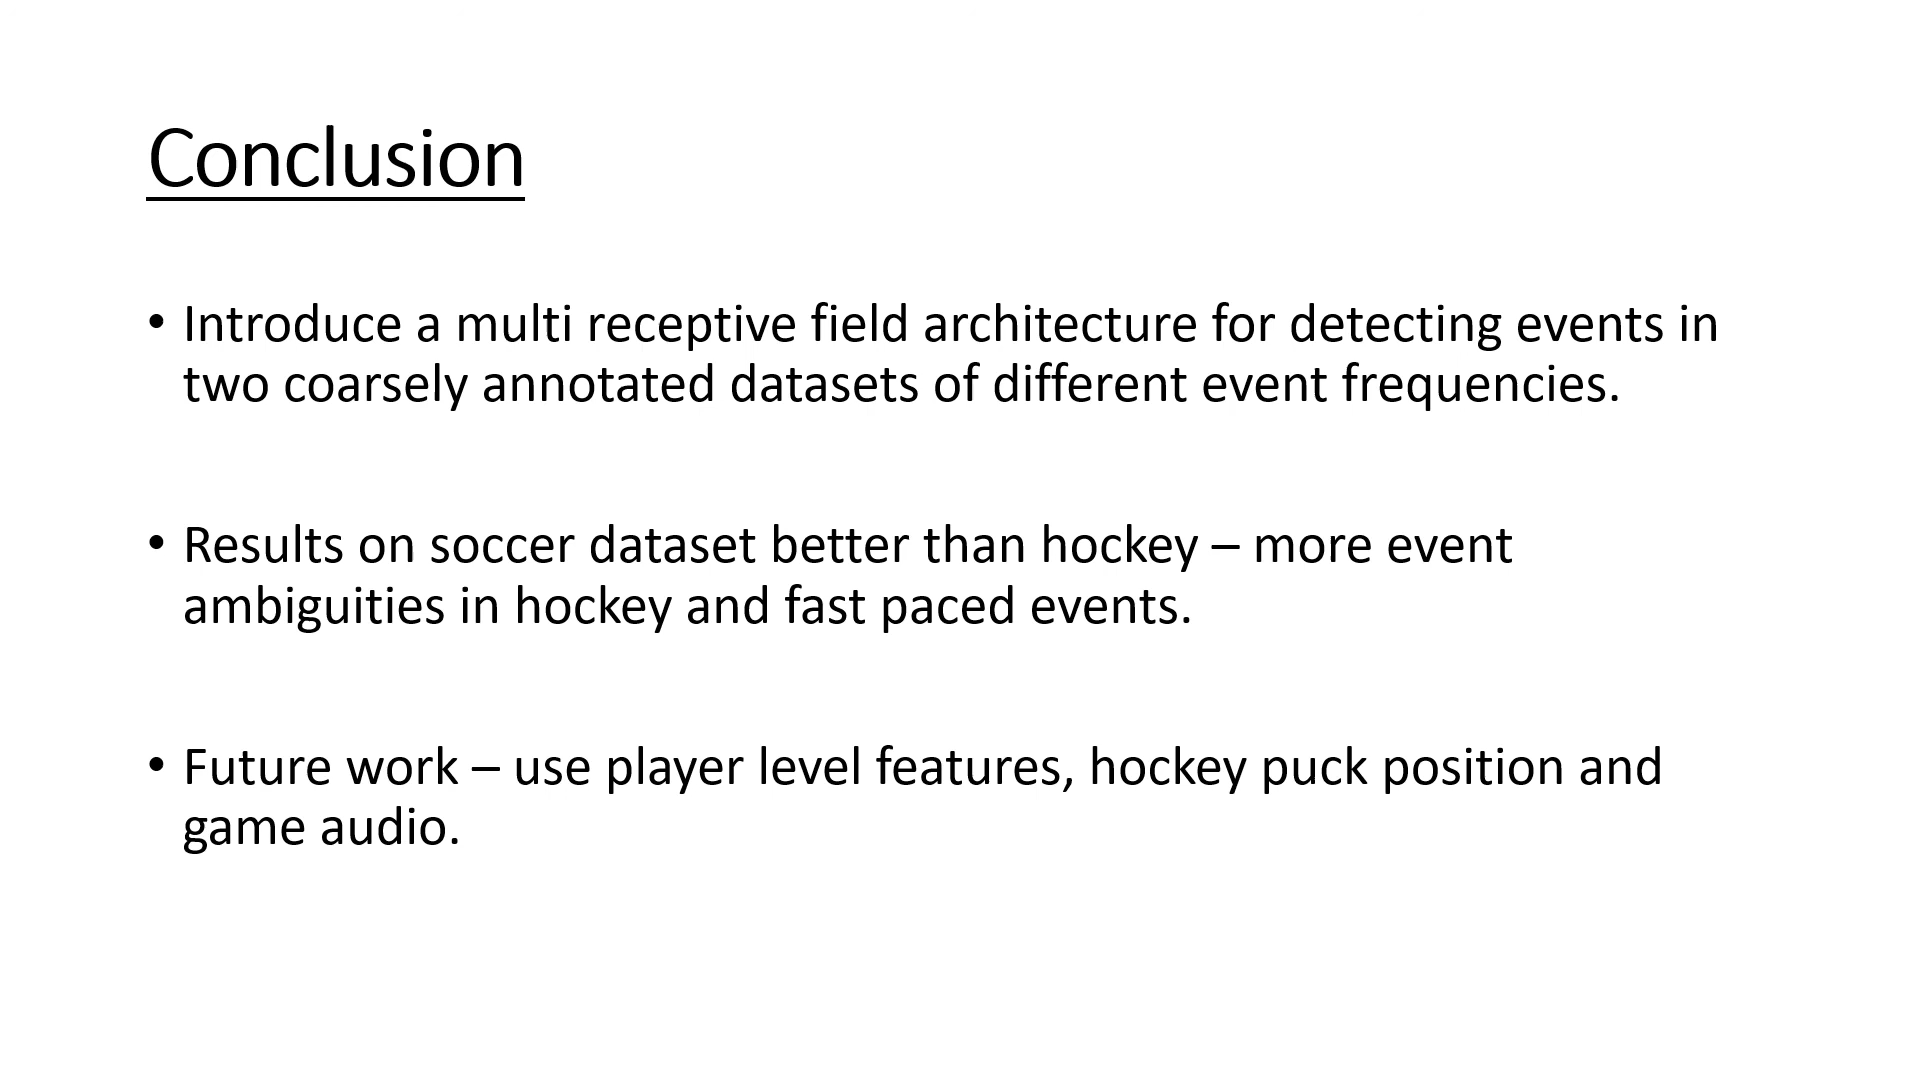 Conclusion
• Introduce a multi receptive field architecture for detecting events in
two coarsely annotated datasets of different event frequencies.
• Results on soccer dataset better than hockey – more event
ambiguities in hockey and fast paced events.
• Future work – use player level features, hockey puck position and
game audio.